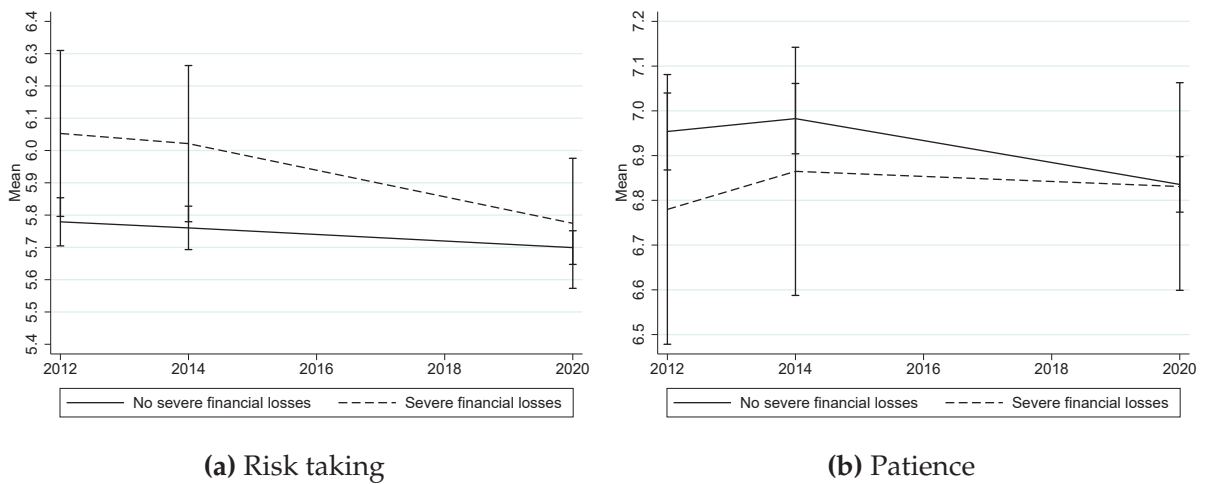 6.4
6.3
6.2
6.1
6.0
5.9
5.8
5.7
5.6
5.5
5.4
Mean
2012 2014 2016 2018 2020
No severe financial losses Severe financial losses
(a) Risk taking
7.2
7.1
7.0
6.9
6.8
6.7
6.6
6.5
Mean
2012 2014 2016 2018 2020
No severe financial losses Severe financial losses
(b) Patience